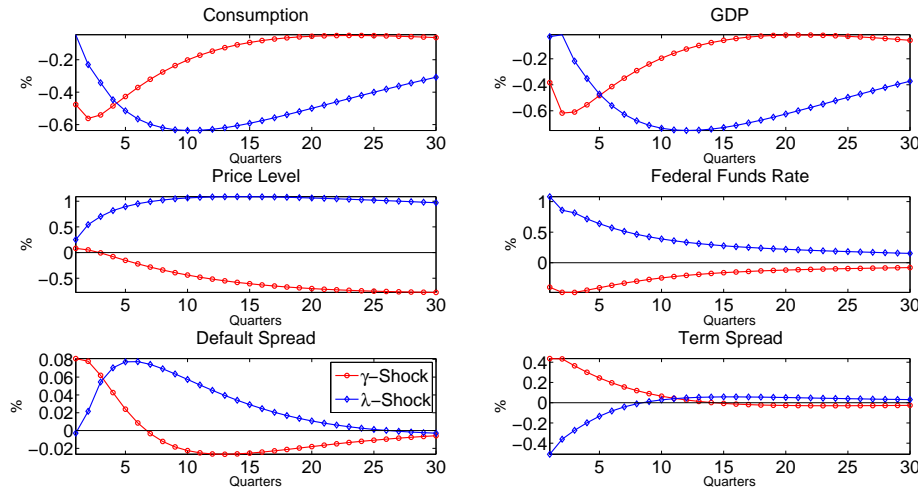 Consumption
GDP
−0.2
−0.4
−0.6
%
5 10 15 20 25 30
Quarters
−0.2
−0.4
−0.6
%
5 10 15 20 25 30
Quarters
Price Level
Federal Funds Rate
1
0.5
0
−0.5
%
5 10 15 20 25 30
Quarters
1
0.5
0
%
5 10 15 20 25 30
Quarters
Default Spread
Term Spread
0.08
0.06
0.04
0.02
0
−0.02
%
γ−Shock
λ−Shock
5 10 15 20 25 30
Quarters
0.4
0.2
0
−0.2
−0.4
%
5 10 15 20 25 30
Quarters